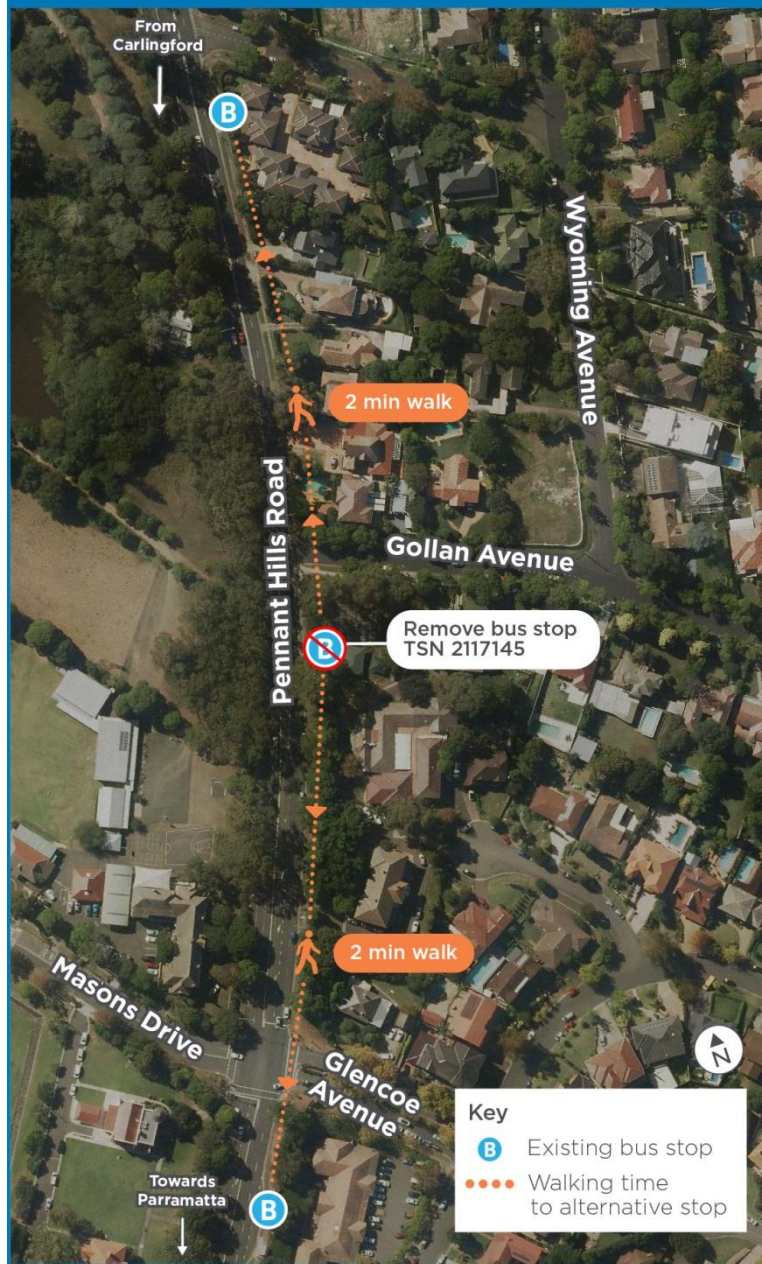 From
Carlingford
B
Wyoming Avenue
2 min walk
Pennant Hills Road
Gollan Avenue
B
Remove bus stop
TSN 2117145
2 min walk
Masons Drive
Glencoe
Avenue
N
Towards
Parramatta
B
Key
B Existing bus stop
Walking time
to alternative stop